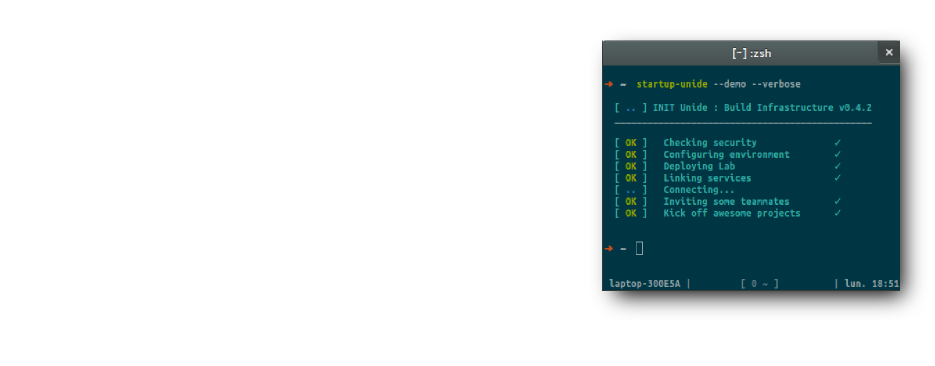 [~] :zsh ×
➜ ~ startup-unide --demo --verbose
[ .. ] INIT Unide : Build Infrastructure v0.4.2
[ OK ] Checking security ✓
[ OK ] Configuring environment ✓
[ OK ] Deploying Lab ✓
[ OK ] Linking services ✓
[ .. ] Connecting...
[ OK ] Inviting some teammates ✓
[ OK ] Kick off awesome projects ✓
➜ ~
laptop-300E5A | [ 0 ~ ] | lun. 18:51